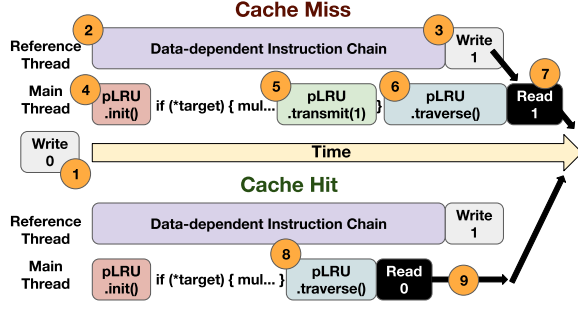 Cache Miss
2
3
Reference
Thread
Data-dependent Instruction Chain
Write
1
7
Main
Thread
4
pLRU
.init()
if (*target) { mul...
5
pLRU
.transmit(1)
}
6
pLRU
.traverse()
Read
1
Write
0
1
Time
Cache Hit
Reference
Thread
Data-dependent Instruction Chain
Write
1
Main
Thread
pLRU
.init()
if (*target) { mul... }
8
pLRU
.traverse()
Read
0
9